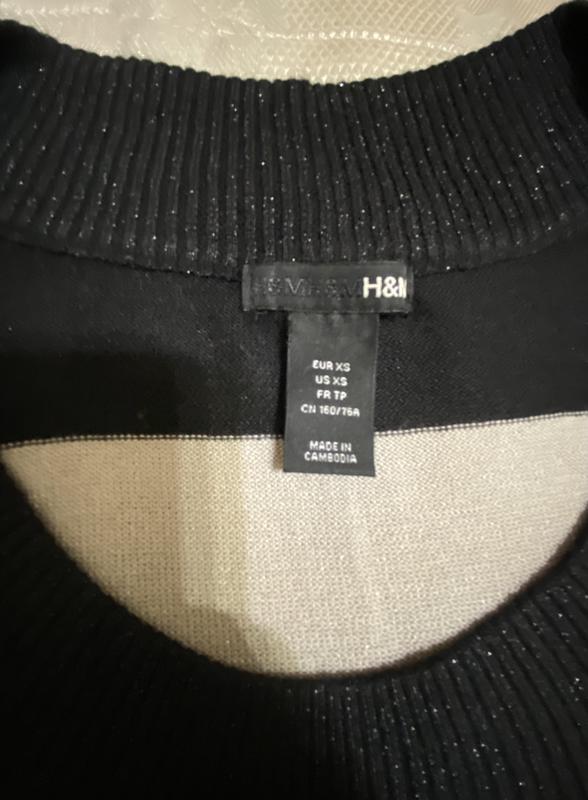 H&M H&M H&M
EUR XS
US XS
FR TP
CN 160/76A
MADE IN
CAMBODIA